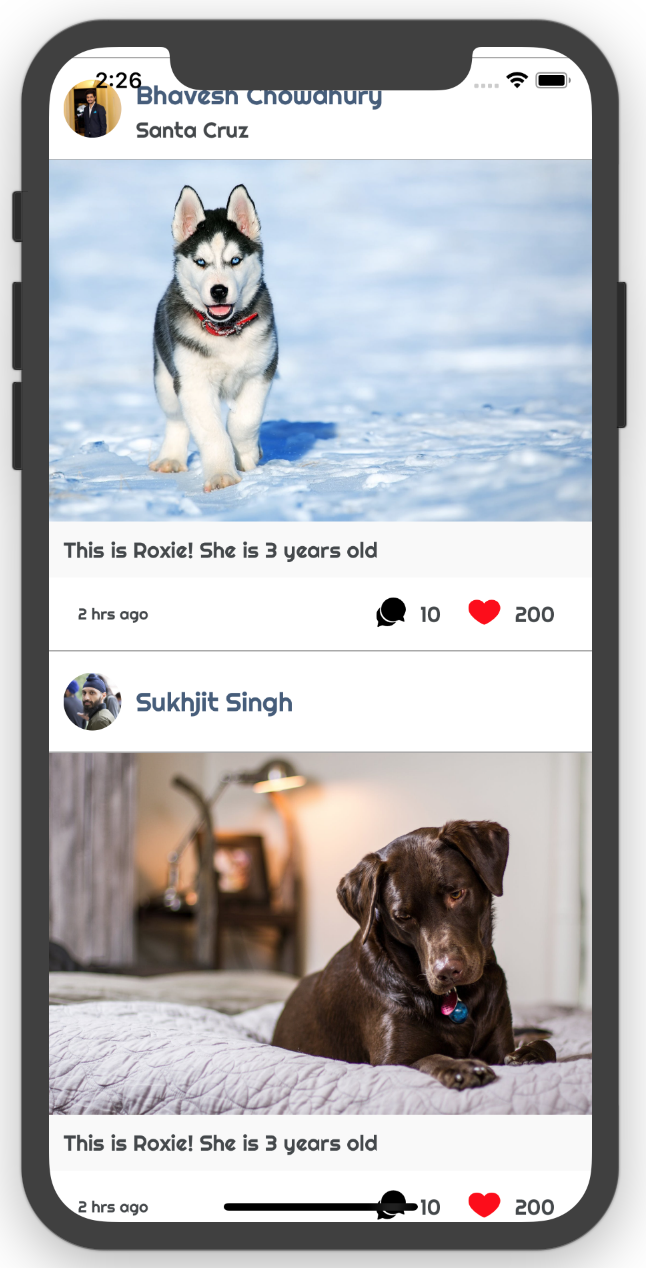 2:26
Bhavesh Chowdhury
Santa Cruz
This is Roxie! She is 3 years old
2 hrs ago 10 200
Sukhjit Singh
This is Roxie! She is 3 years old
2 hrs ago 10 200